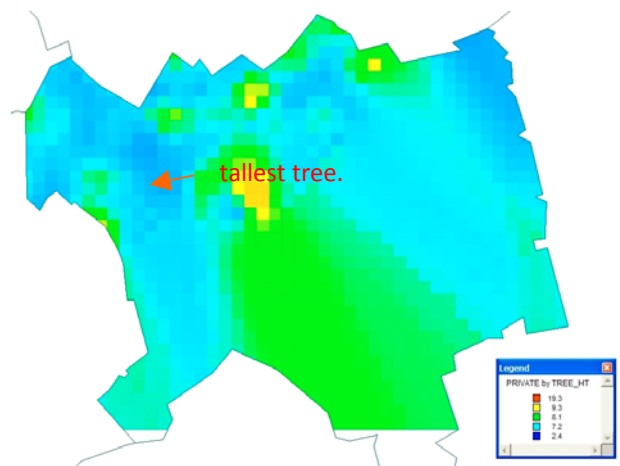 tallest tree.
Legend
PRIVATE by TREE_HT
19.3
9.3
8.1
7.2
2.4